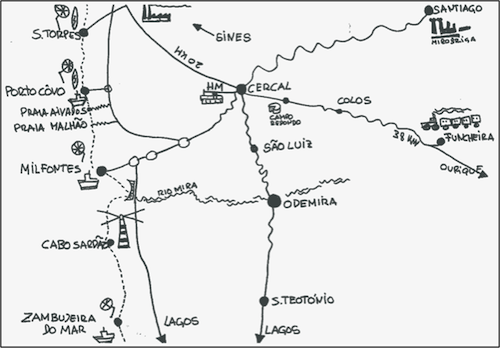 SANTIAGO
MIROBRIGA
S.TORPES
SINES
20 KM
PORTO CÔVO
HM
CERCAL
CAMPO
REDONDO
COLOS
PRAIA AIVADOS
PRAIA MALHÃO
38 KM
FUNCHEIRA
SÃO LUIZ
OURIQUE
MILFONTES
RIO MIRA
ODEMIRA
CABO SARDÃO
S.TEOTÓNIO
ZAMBUJEIRA
DO MAR
LAGOS
LAGOS